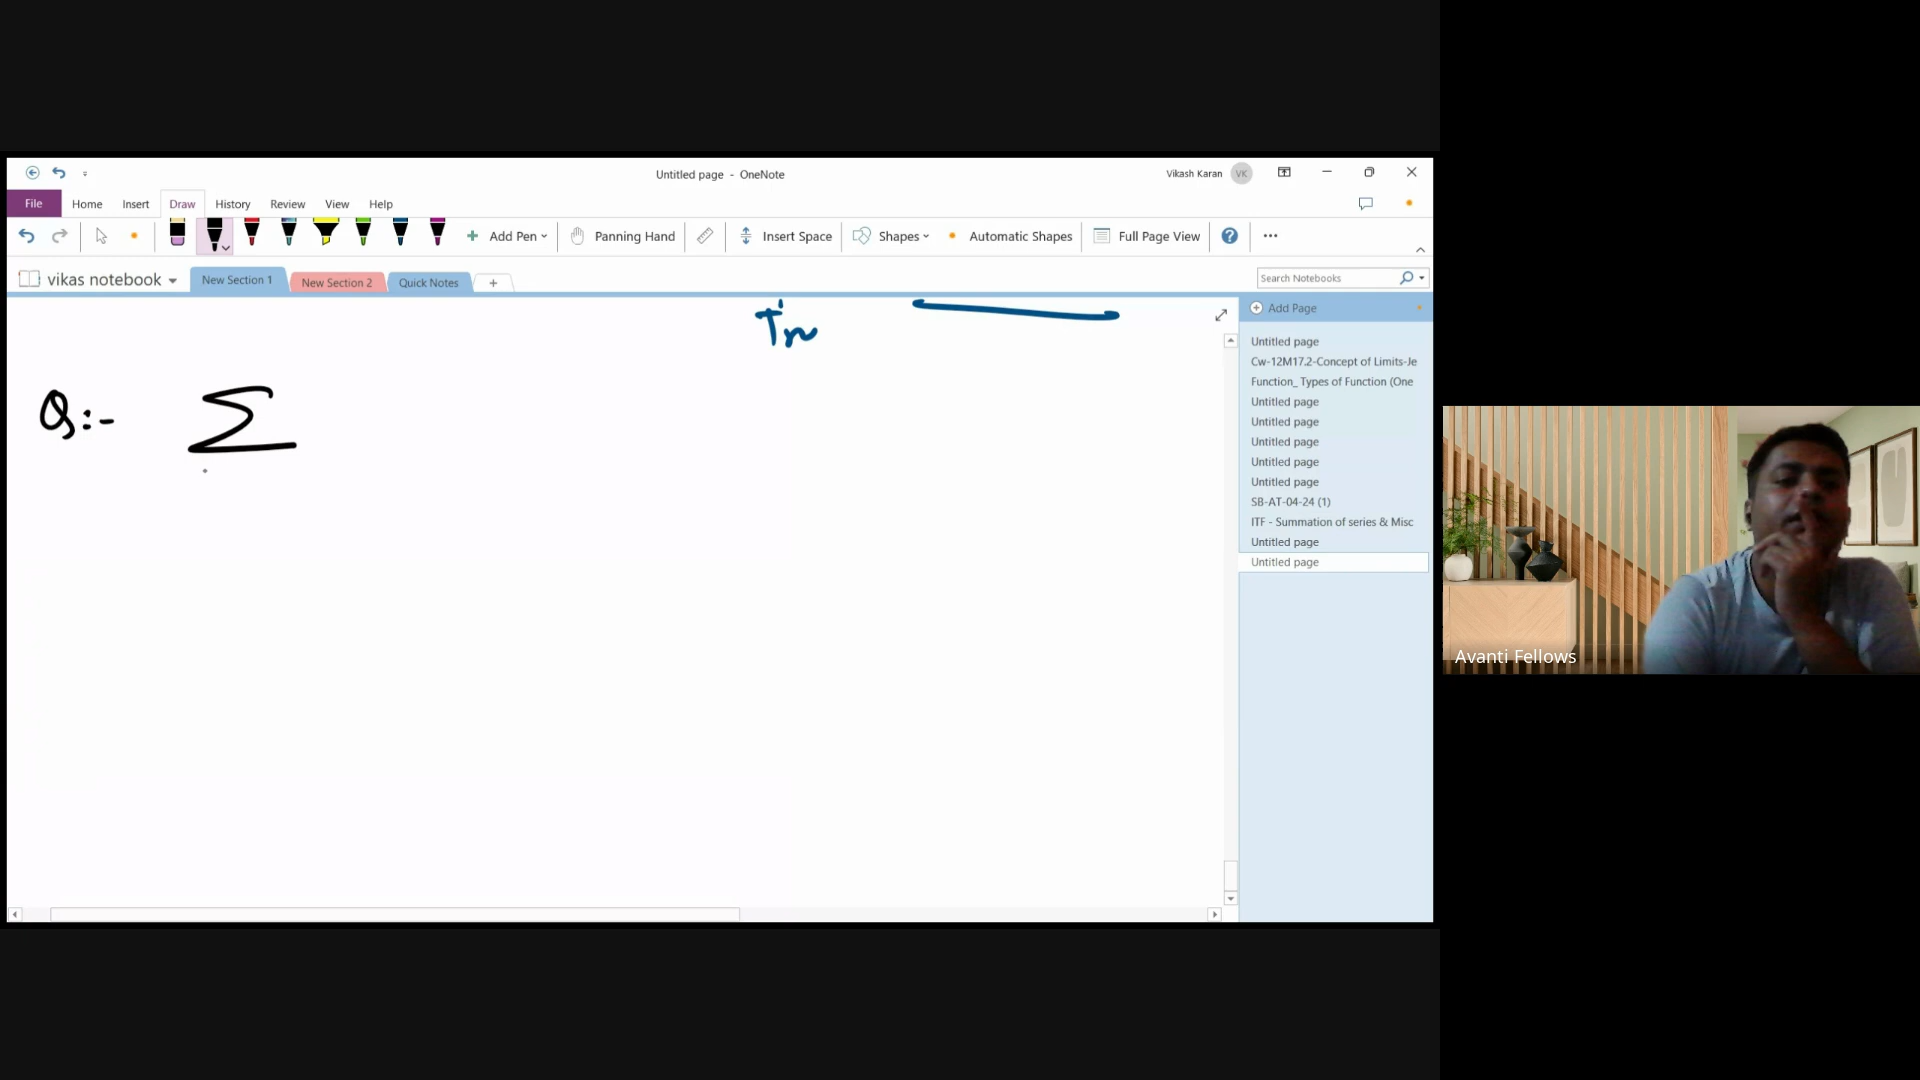 Untitled page - OneNote
Vikash Karan VK
File Home Insert Draw History Review View Help
Add Pen Panning Hand Insert Space Shapes Automatic Shapes Full Page View
vikas notebook New Section 1 New Section 2 Quick Notes + Search Notebooks
Add Page
Tn
Q:- Σ
Untitled page
Cw-12M17.2-Concept of Limits-Je
Function_ Types of Function (One
Untitled page
Untitled page
Untitled page
Untitled page
Untitled page
SB-AT-04-24 (1)
ITF - Summation of series & Misc
Untitled page
Untitled page
Avanti Fellows